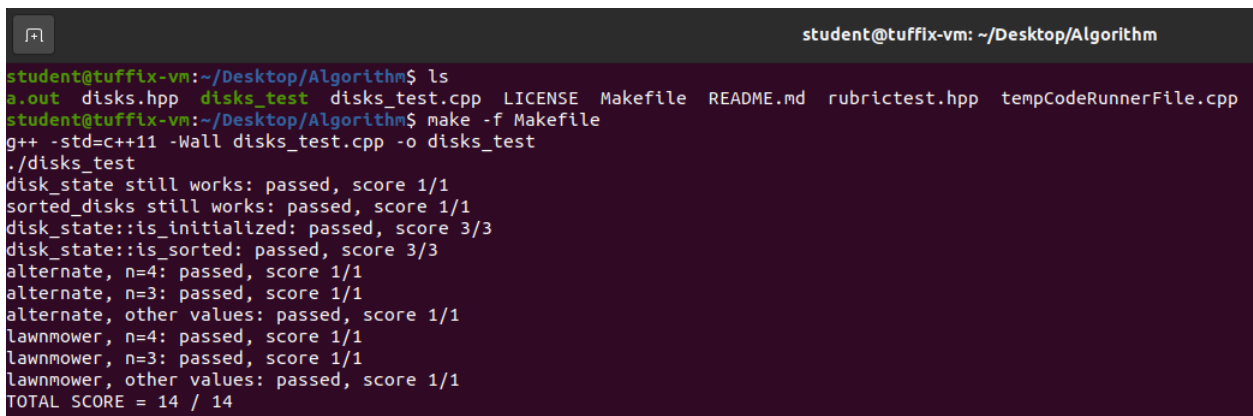 student@tuffix-vm: ~/Desktop/Algorithm
student@tuffix-vm:~/Desktop/Algorithm$ ls
a.out disks.hpp disks_test disks_test.cpp LICENSE Makefile README.md rubrictest.hpp tempCodeRunnerFile.cpp
student@tuffix-vm:~/Desktop/Algorithm$ make -f Makefile
g++ -std=c++11 -Wall disks_test.cpp -o disks_test
./disks_test
disk_state still works: passed, score 1/1
sorted_disks still works: passed, score 1/1
disk_state::is_initialized: passed, score 3/3
disk_state::is_sorted: passed, score 3/3
alternate, n=4: passed, score 1/1
alternate, n=3: passed, score 1/1
alternate, other values: passed, score 1/1
lawnmower, n=4: passed, score 1/1
lawnmower, n=3: passed, score 1/1
lawnmower, other values: passed, score 1/1
TOTAL SCORE = 14 / 14